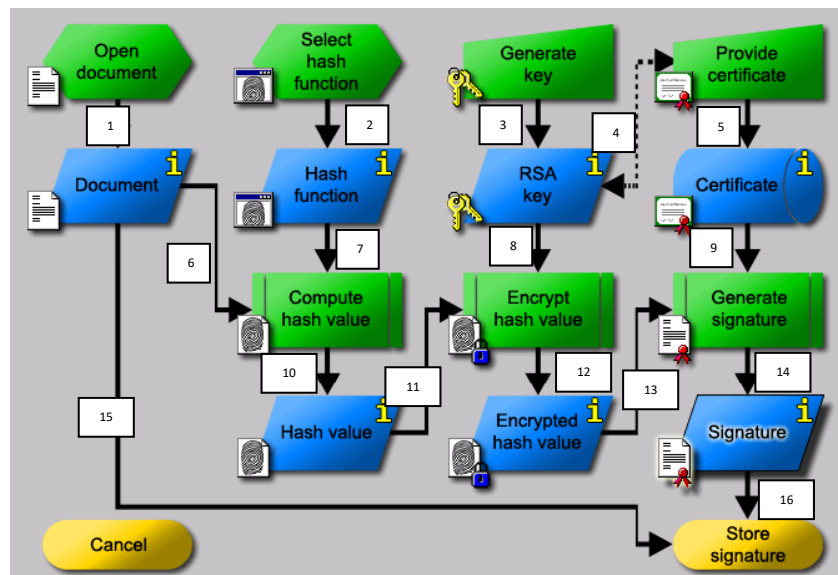 Open
document
Select
hash
function
Generate
key
Provide
certificate
1
2
3
4
5
Document
i
Hash
function
i
RSA
key
i
Certificate
i
6
7
8
9
Compute
hash value
Encrypt
hash value
Generate
signature
10
11
12
13
14
15
Hash value
i
Encrypted
hash value
i
Signature
i
16
Cancel
Store
signature